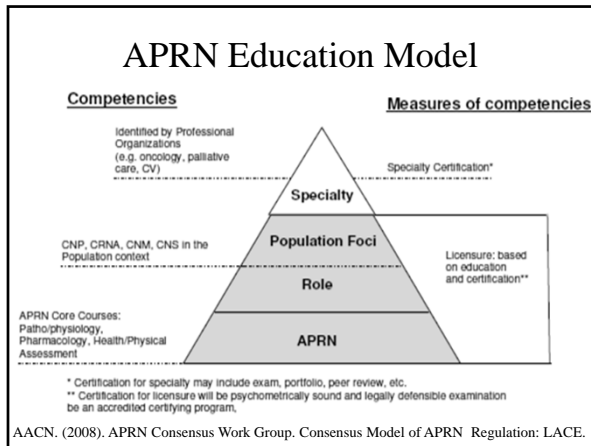 APRN Education Model
Competencies
Measures of competencies
Identified by Professional
Organizations
(e.g. oncology, palliative
care, CV)
Specialty Certification*
Specialty
CNP, CRNA, CNM, CNS in the
Population context
Population Foci
Licensure: based
on education
and certification**
Role
APRN Core Courses:
Patho/physiology,
Pharmacology, Health/Physical
Assessment
APRN
* Certification for specialty may include exam, portfolio, peer review, etc.
** Certification for licensure will be psychometrically sound and legally defensible examination
be an accredited certifying program,
AACN. (2008). APRN Consensus Work Group. Consensus Model of APRN Regulation: LACE.